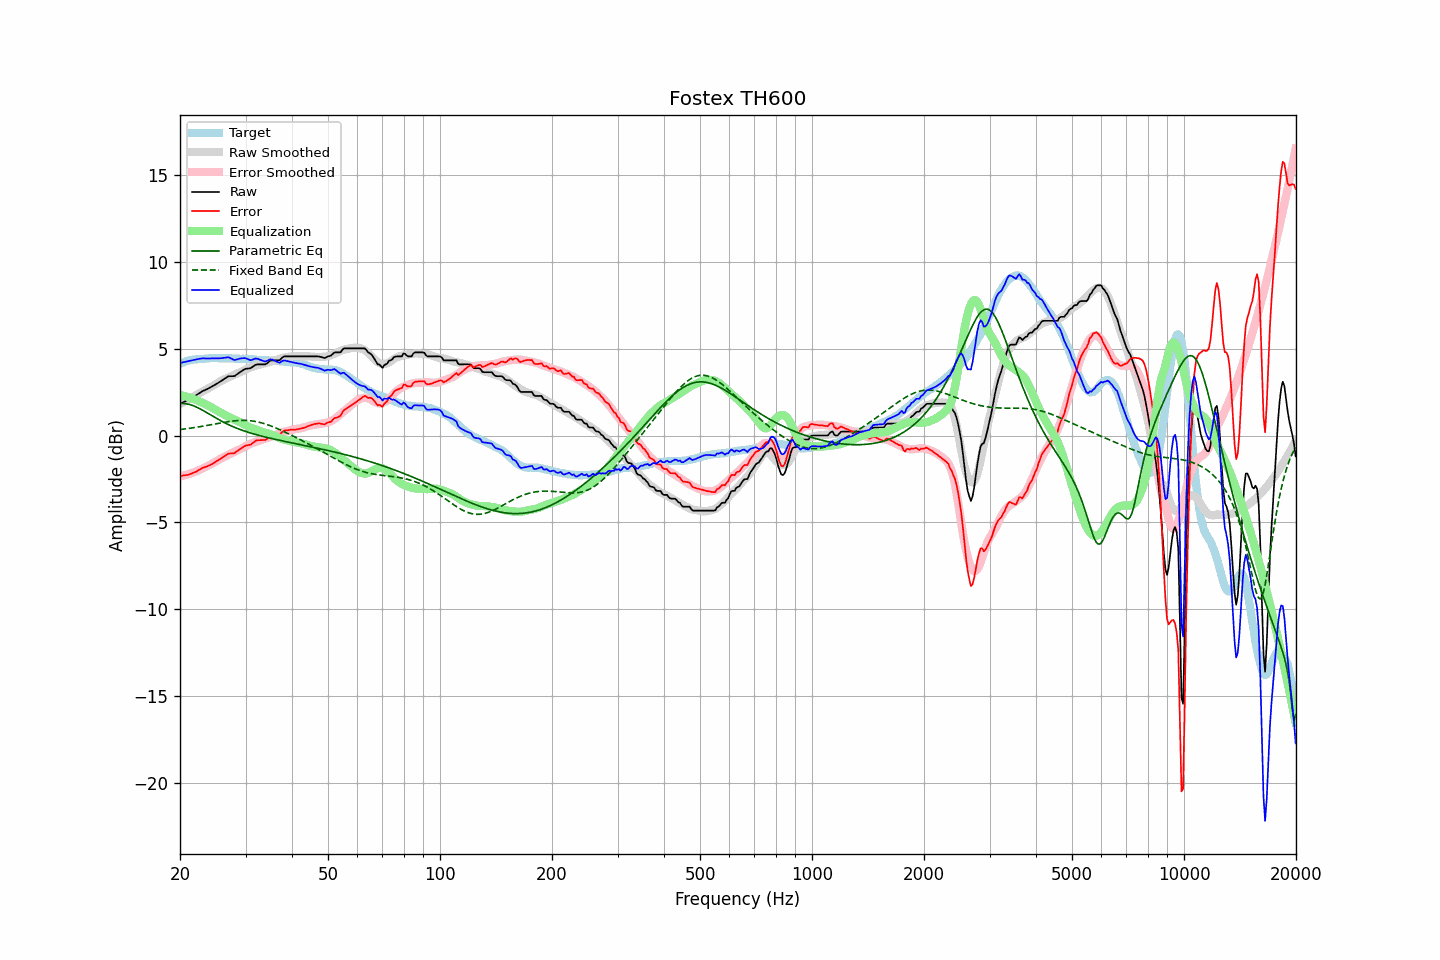 Fostex TH600
Target
Raw Smoothed
Error Smoothed
Raw
Error
Equalization
Parametric Eq
Fixed Band Eq
Equalized
Amplitude (dBr)
15
10
5
0
−5
−10
−15
−20
20 50 100 200 500 1000 2000 5000 10000 20000
Frequency (Hz)